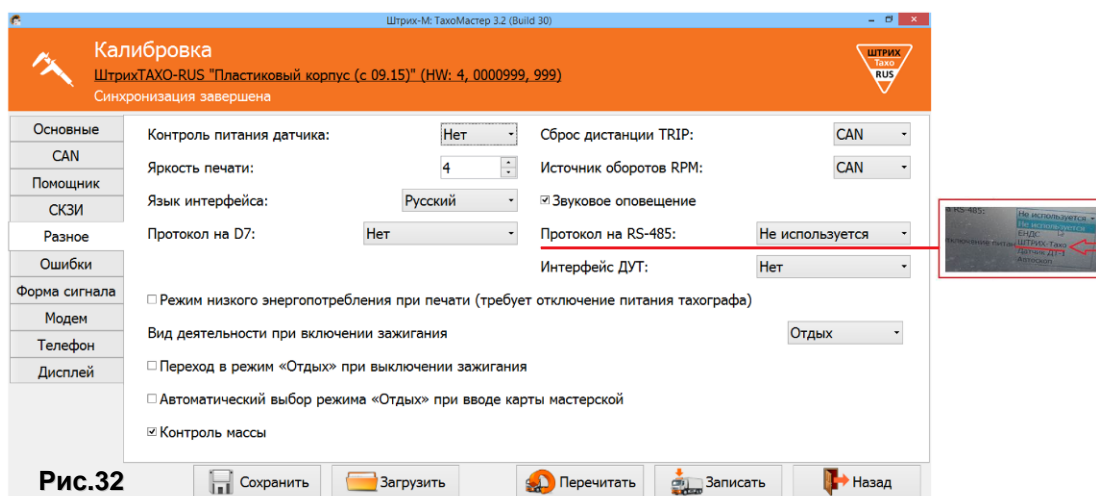 Штрих-М: ТахоМастер 3.2 (Build 30)
Калибровка
ШтрихТАХО-RUS "Пластиковый корпус (с 09.15)" (HW: 4, 0000999, 999)
Синхронизация завершена
ШТРИХ
Тахо
RUS
Основные
CAN
Помощник
СКЗИ
Разное
Ошибки
Форма сигнала
Модем
Телефон
Дисплей
Контроль питания датчика: Нет
Сброс дистанции TRIP: CAN
Яркость печати: 4
Источник оборотов RPM: CAN
Язык интерфейса: Русский
Звуковое оповещение
Протокол на D7: Нет
Протокол на RS-485: Не используется
Интерфейс ДУТ: Нет
Режим низкого энергопотребления при печати (требует отключение питания тахографа)
Вид деятельности при включении зажигания Отдых
Переход в режим «Отдых» при выключении зажигания
Автоматический выбор режима «Отдых» при вводе карты мастерской
Контроль массы
а RS-485: Не используется
Не используется
ЕНДС
ШТРИХ-Тахо
Автоскан
Рис.32
Сохранить
Загрузить
Перечитать
Записать
Назад